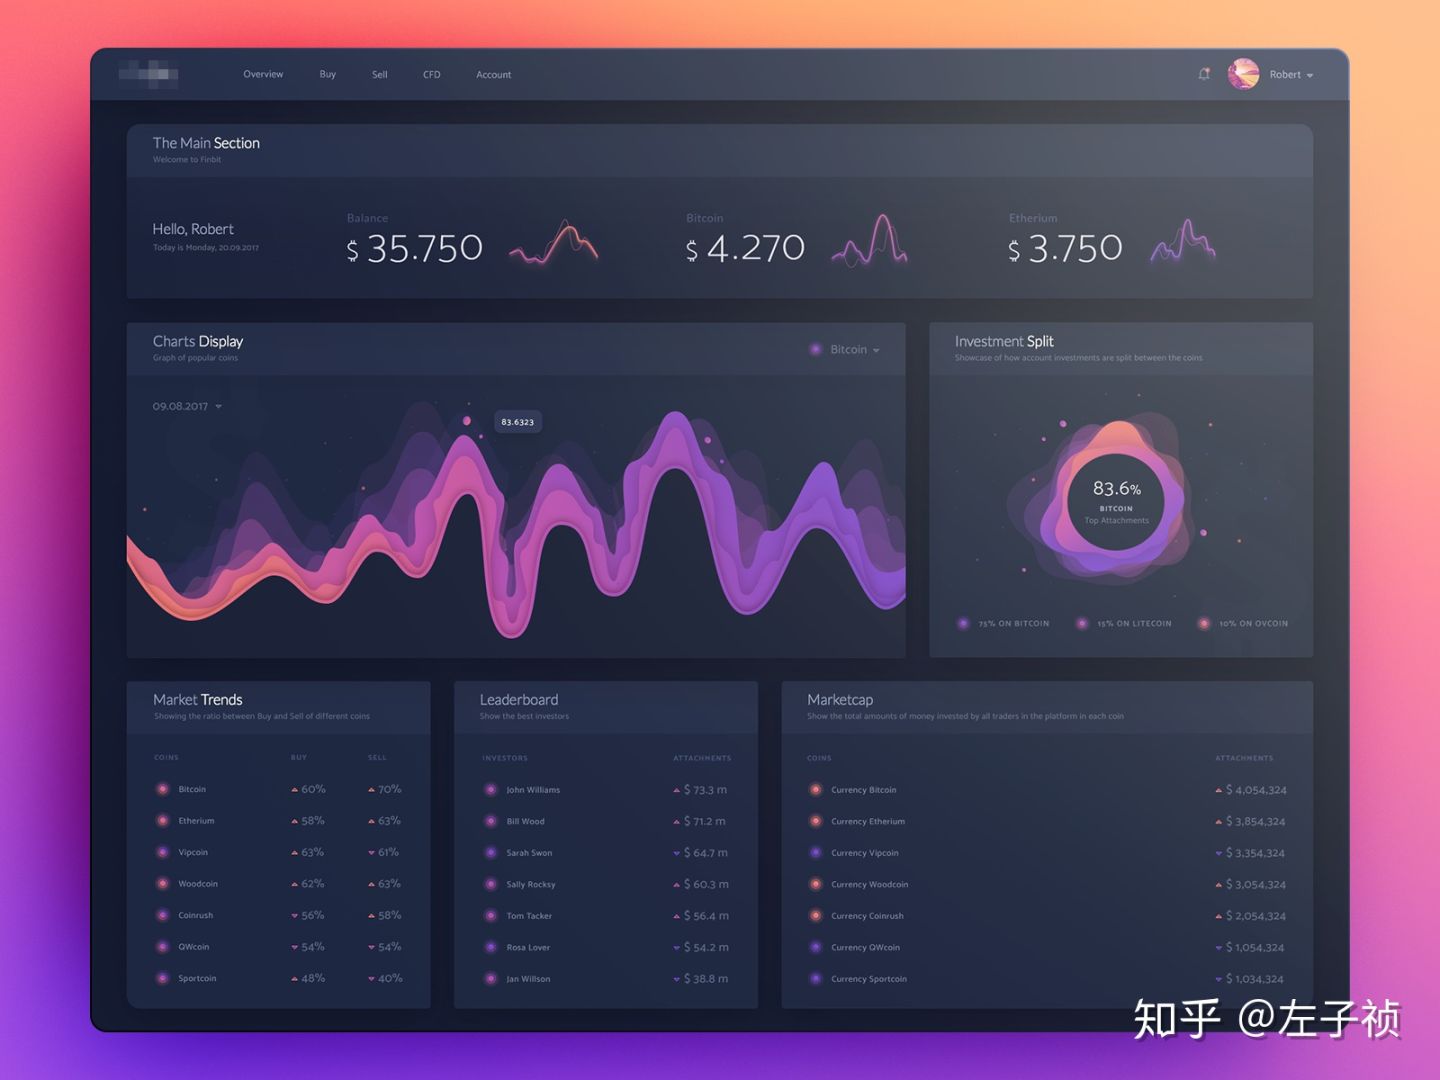 Overview Buy Sell CFD Account Robert
The Main Section
Welcome to Finbit
Hello, Robert
Today is Monday, 20.09.2017
Balance
$ 35.750
Bitcoin
$ 4.270
Etherium
$ 3.750
Charts Display
Graph of popular coins
Bitcoin
09.08.2017
83.6323
Investment Split
Showcase of how account investments are split between the coins
83.6%
BITCOIN
Top Attachments
75% ON BITCOIN 15% ON LITECOIN 10% ON OVCOIN
Market Trends
Showing the ratio between Buy and Sell of different coins
COINS BUY SELL
Bitcoin 60% 70%
Etherium 58% 63%
Vipcoin 63% 61%
Woodcoin 62% 63%
Coinrush 56% 58%
QWcoin 54% 54%
Sportcoin 48% 40%
Leaderboard
Show the best investors
INVESTORS ATTACHMENTS
John Williams $ 73.3 m
Bill Wood $ 71.2 m
Sarah Swon $ 64.7 m
Sally Rocksy $ 60.3 m
Tom Tacker $ 56.4 m
Rosa Lover $ 54.2 m
Jan Willson $ 38.8 m
Marketcap
Show the total amounts of money invested by all traders in the platform in each coin
COINS ATTACHMENTS
Currency Bitcoin $ 4,054,324
Currency Etherium $ 3,854,324
Currency Vipcoin $ 3,354,324
Currency Woodcoin $ 3,054,324
Currency Coinrush $ 2,054,324
Currency QWcoin $ 1,054,324
Currency Sportcoin $ 1,034,324
知乎 @左子祯